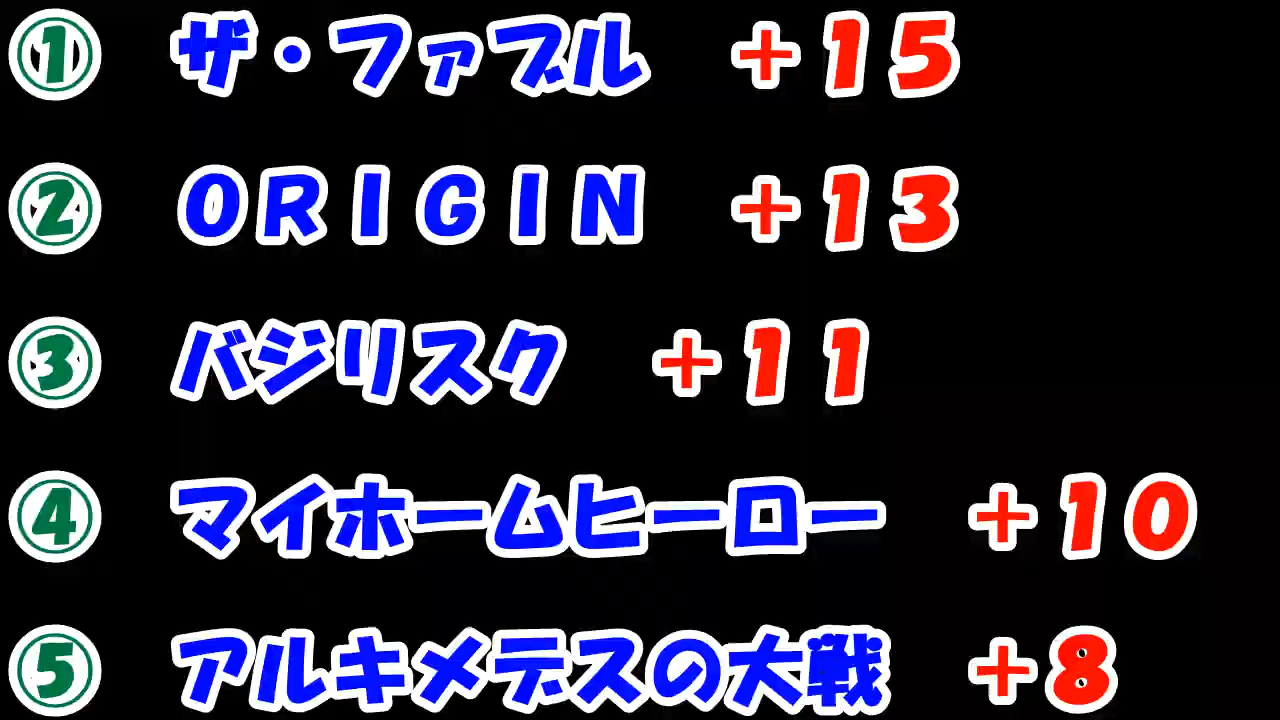 ① ザ・ファブル ＋１５
② ＯＲＩＧＩＮ ＋１３
③ バジリスク ＋１１
④ マイホームヒーロー ＋１０
⑤ アルキメデスの大戦 ＋８